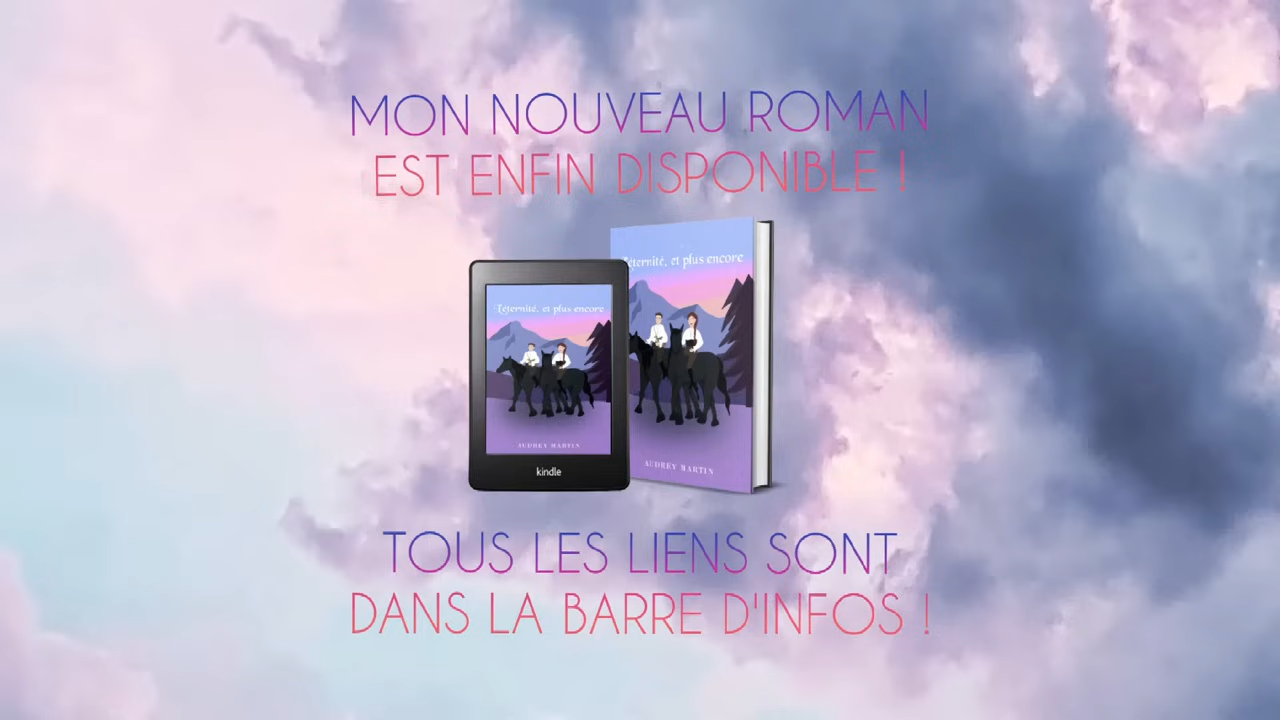 MON NOUVEAU ROMAN
EST ENFIN DISPONIBLE !
L'éternité, et plus encore
éternité, et plus encore
AUDREY MARTIN
AUDREY MARTIN
kindle
TOUS LES LIENS SONT
DANS LA BARRE D'INFOS !